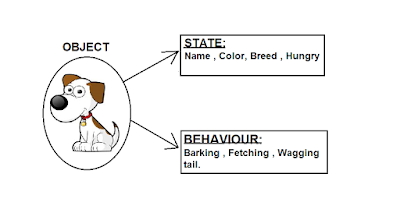 OBJECT
STATE:
Name , Color, Breed , Hungry
BEHAVIOUR:
Barking , Fetching , Wagging
tail.